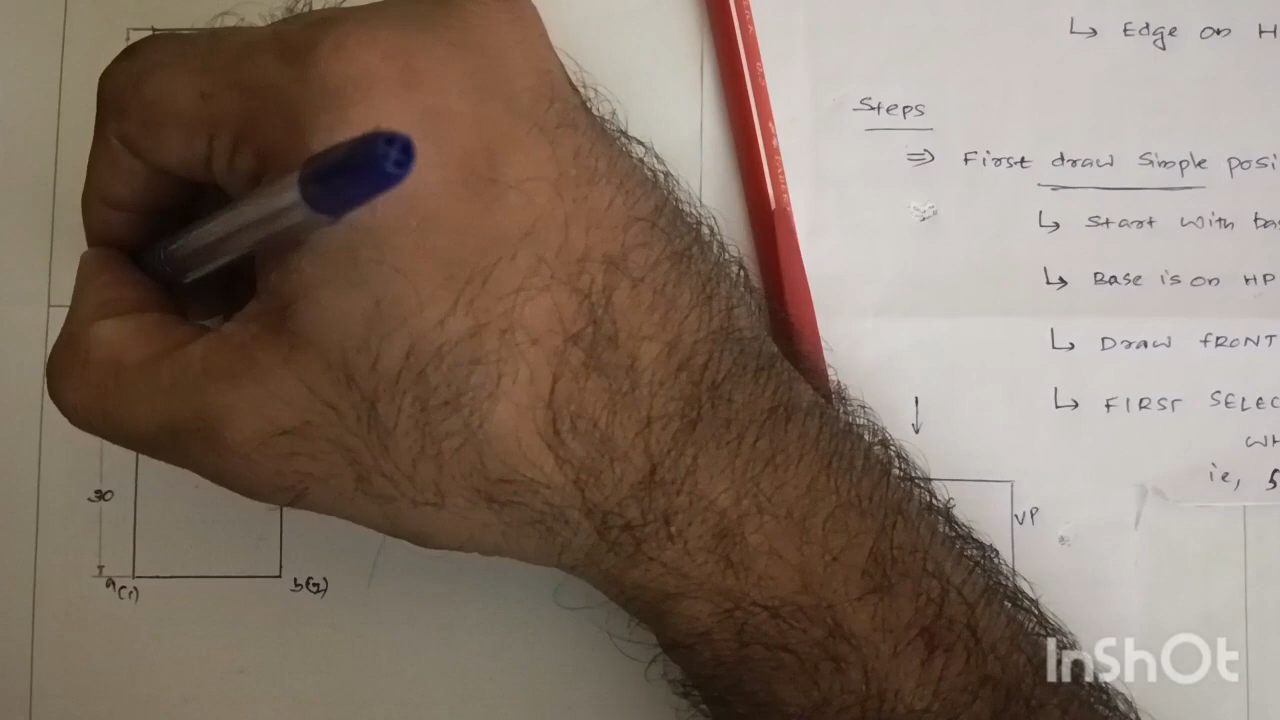 ↳ Edge on H
Steps
⇒ First draw Simple posi
↳ Start with bas
↳ Base is on HP
↳ Draw fRONT
↳ FIRST SELEC
WH
ie, 5
VP
30
a(1)
b(2)
InShOt